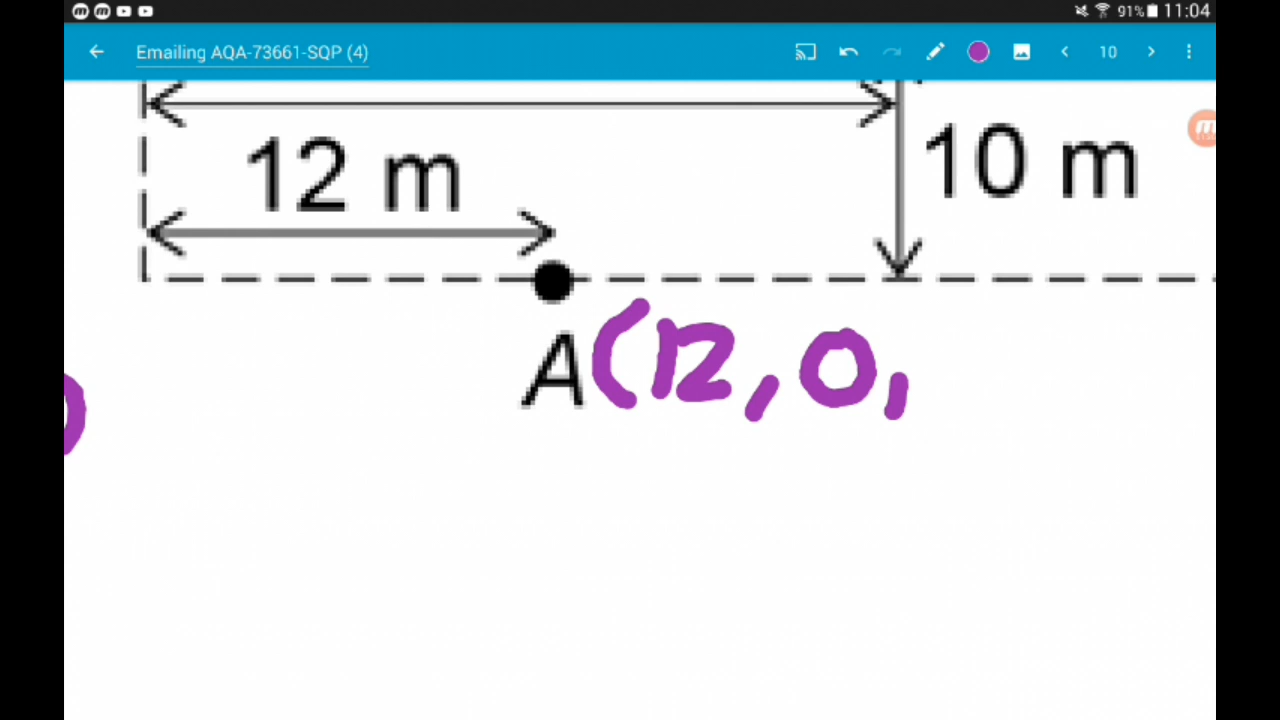 91% 11:04
Emailing AQA-73661-SQP (4)
10
12 m
10 m
A(12, 0,